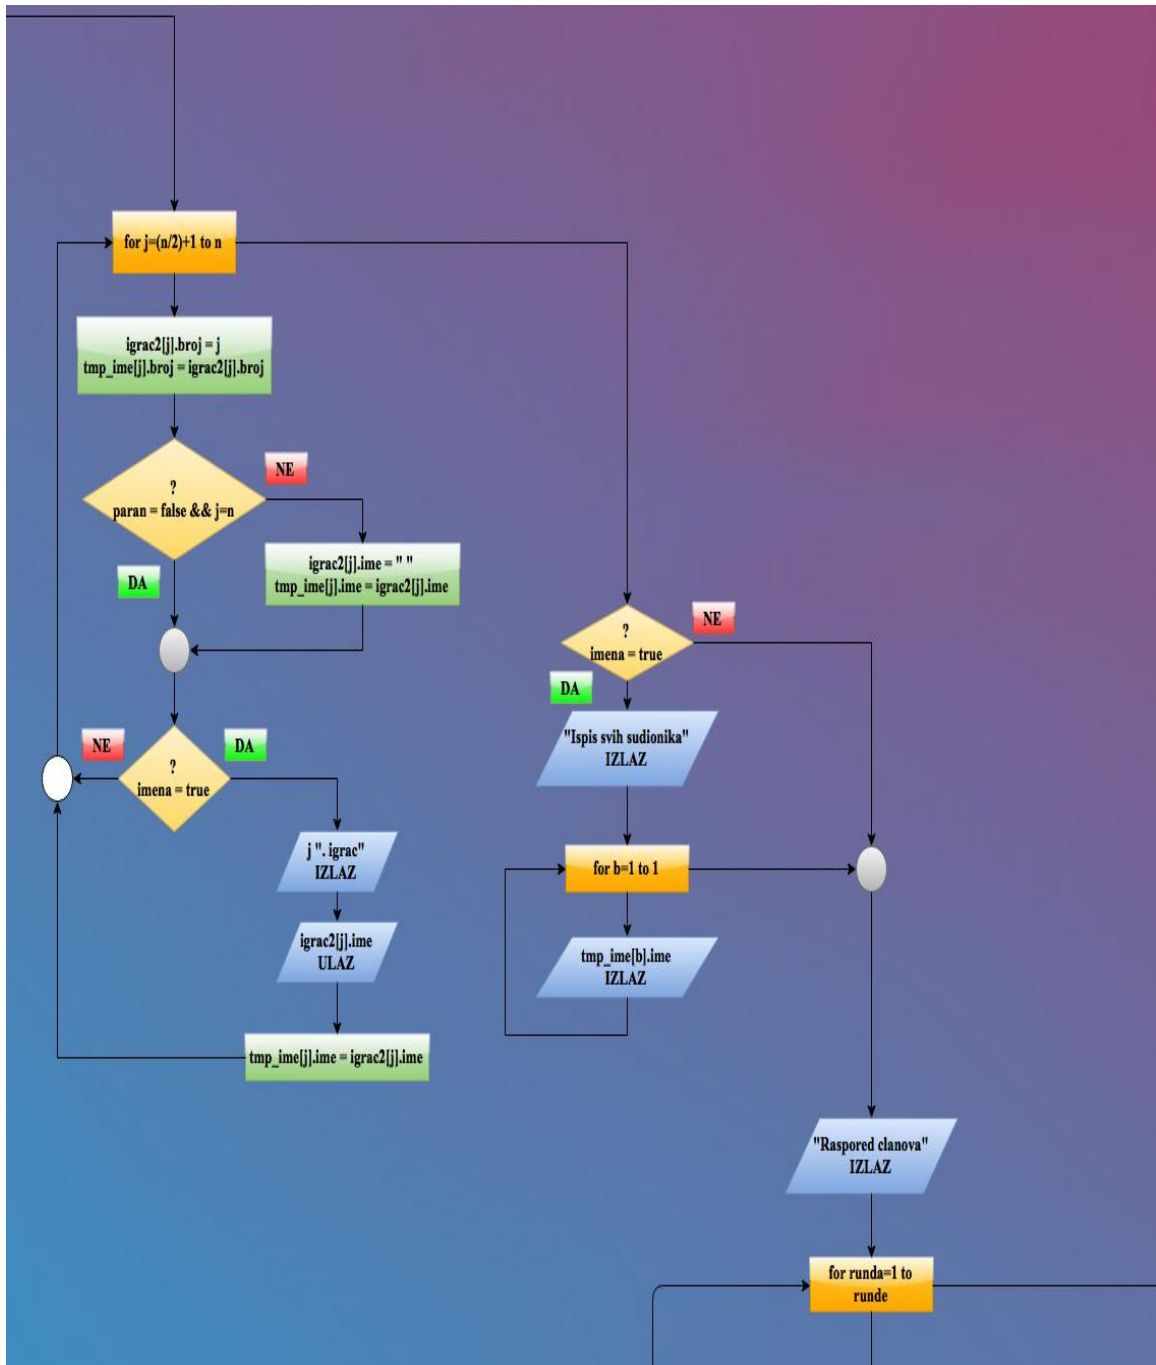 for j=(n/2)+1 to n
igrac2[j].broj = j
tmp_ime[j].broj = igrac2[j].broj
?
paran = false && j=n
NE
igrac2[j].ime = " "
tmp_ime[j].ime = igrac2[j].ime
DA
NE
?
imena = true
DA
j ". igrac"
IZLAZ
igrac2[j].ime
ULAZ
tmp_ime[j].ime = igrac2[j].ime
?
imena = true
NE
DA
"Ispis svih sudionika"
IZLAZ
for b=1 to 1
tmp_ime[b].ime
IZLAZ
"Raspored clanova"
IZLAZ
for runda=1 to
runde